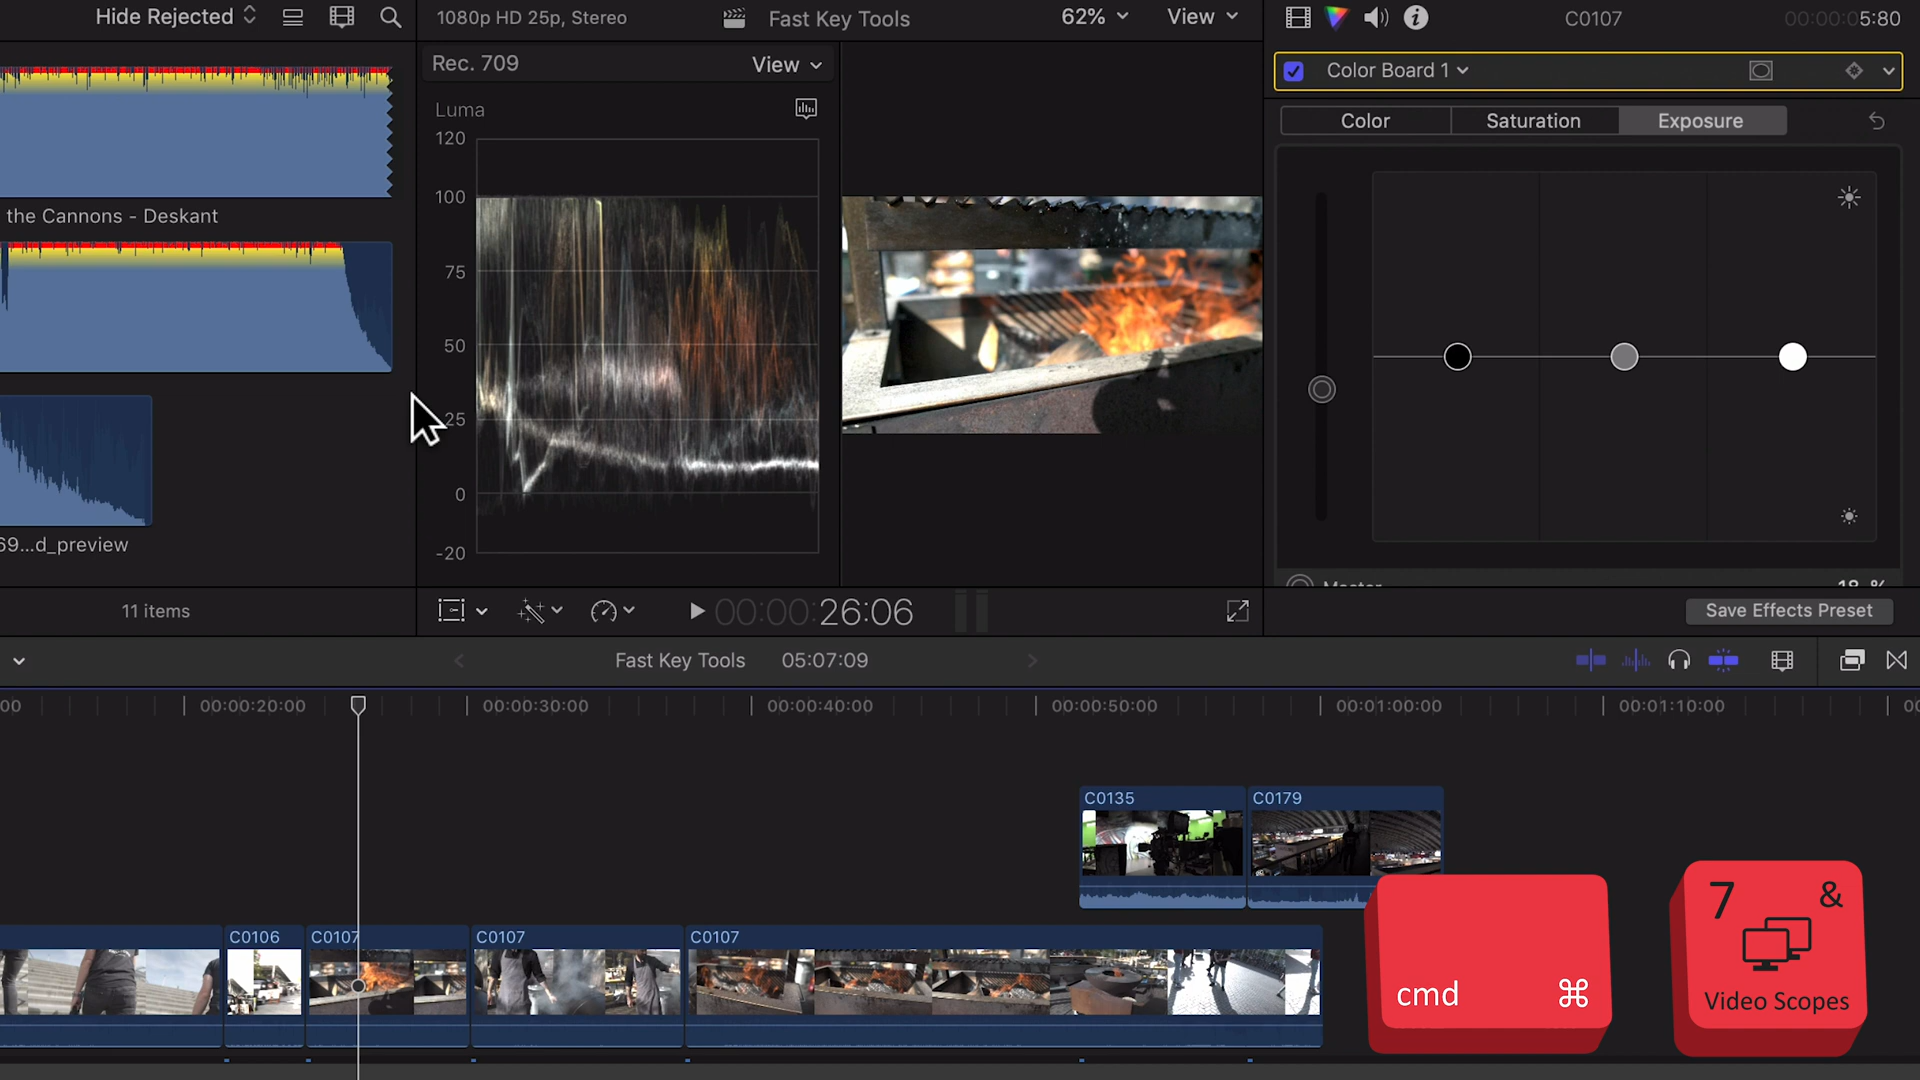 Hide Rejected
1080p HD 25p, Stereo
Fast Key Tools
62%
View
C0107
00:00:05:80
Rec. 709
View
Color Board 1
Luma
Color
Saturation
Exposure
120
100
75
50
25
0
-20
the Cannons - Deskant
69...d_preview
11 items
00:00:00:26:06
Save Effects Preset
Fast Key Tools
05:07:09
00
00:00:20:00
00:00:30:00
00:00:40:00
00:00:50:00
00:01:00:00
00:01:10:00
C0135
C0179
C0106
C0107
C0107
C0107
cmd ⌘
7 &
Video Scopes